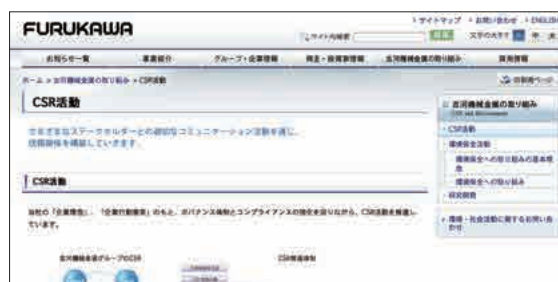 FURUKAWA
サイトマップ お問い合わせ ENGLISH
サイト内検索 検索 文字の大きさ 小 中 大
お知らせ一覧 事業紹介 グループ・企業情報 株主・投資家情報 古河機械金属の取り組み 採用情報
ホーム > 古河機械金属の取り組み > CSR活動
印刷用ページ
CSR活動
さまざまなステークホルダーとの適切なコミュニケーション活動を通じ、
信頼関係を構築していきます。
CSR活動
当社の「企業理念」、「企業行動憲章」のもと、ガバナンス体制とコンプライアンスの強化を図りながら、CSR活動を推進し
ています。
古河機械金属グループのCSR CSR推進体制
古河機械金属の取り組み
CSR and Environment
CSR活動
環境保全活動
環境保全への取り組みの基本理
念
環境保全への取り組み
研究開発
環境・社会活動に関するお問い合
わせ